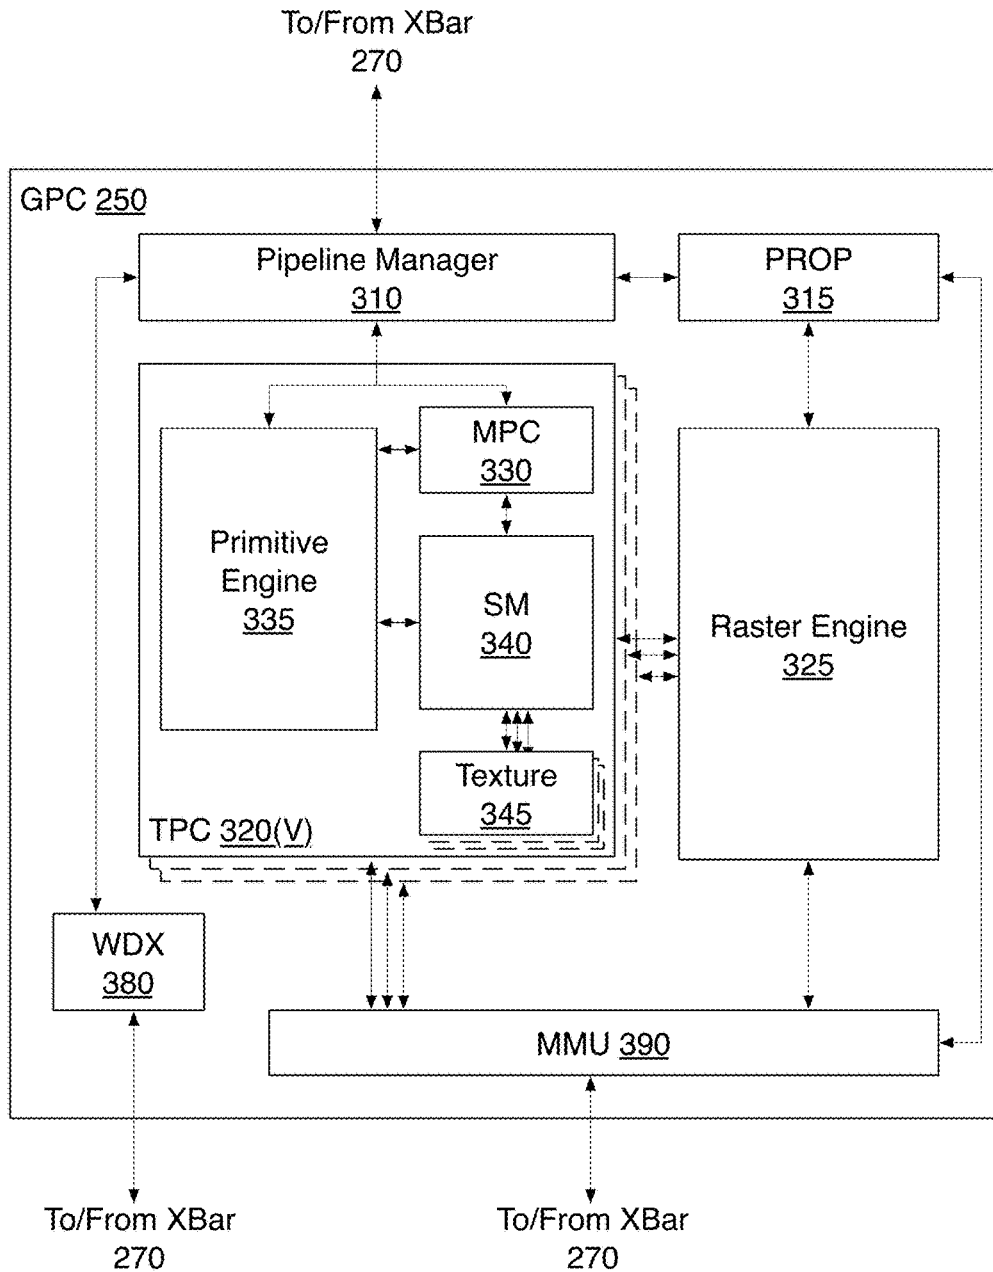 To/From XBar
270
GPC 250
Pipeline Manager
310
PROP
315
MPC
330
Primitive
Engine
335
SM
340
Raster Engine
325
Texture
345
TPC 320(V)
WDX
380
MMU 390
To/From XBar
270
To/From XBar
270